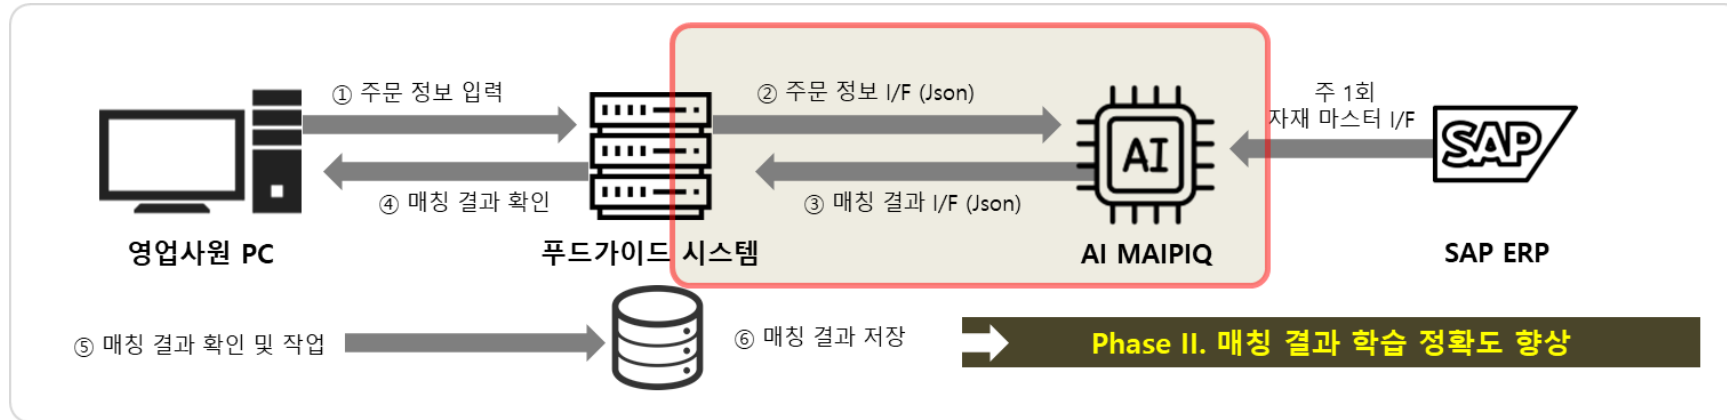 ① 주문 정보 입력
② 주문 정보 I/F (Json)
주 1회
자재 마스터 I/F
AI
SAP
④ 매칭 결과 확인
③ 매칭 결과 I/F (Json)
영업사원 PC
푸드가이드 시스템
AI MAIPIQ
SAP ERP
⑤ 매칭 결과 확인 및 작업
⑥ 매칭 결과 저장
Phase II. 매칭 결과 학습 정확도 향상